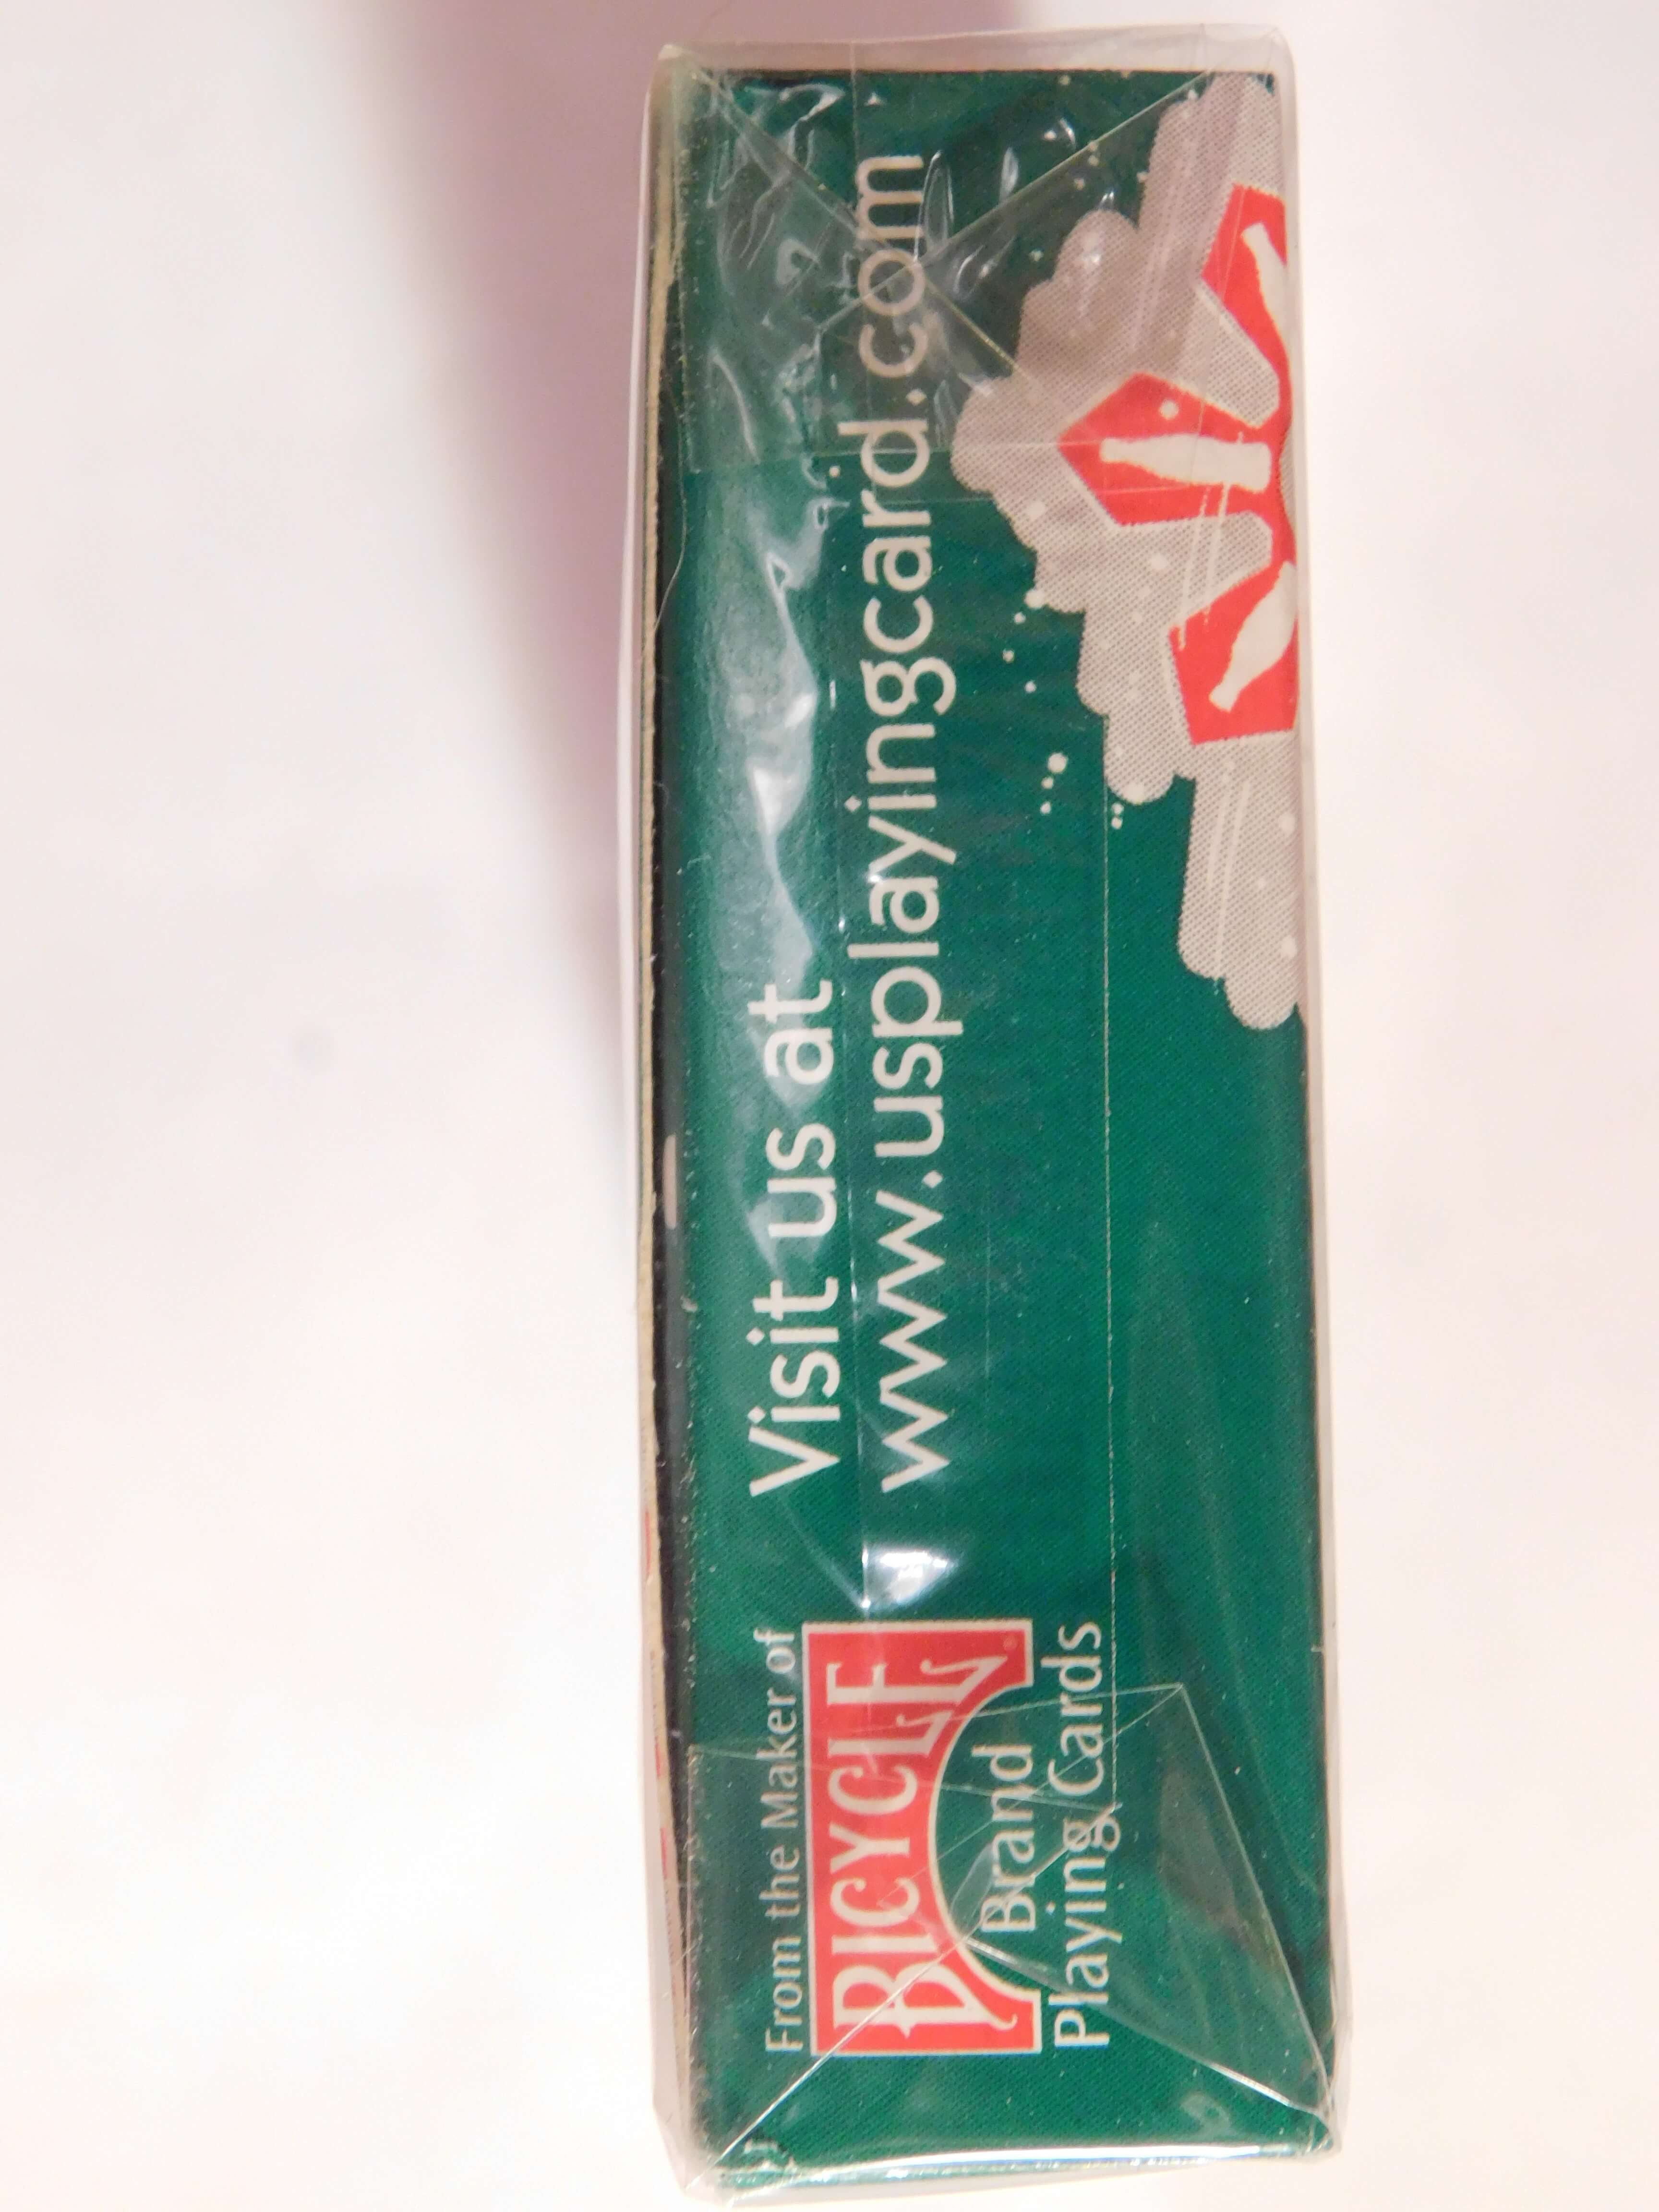 From the Maker of
BICYCLE
Brand
Playing Cards
Visit us at
www.usplayingcard.com